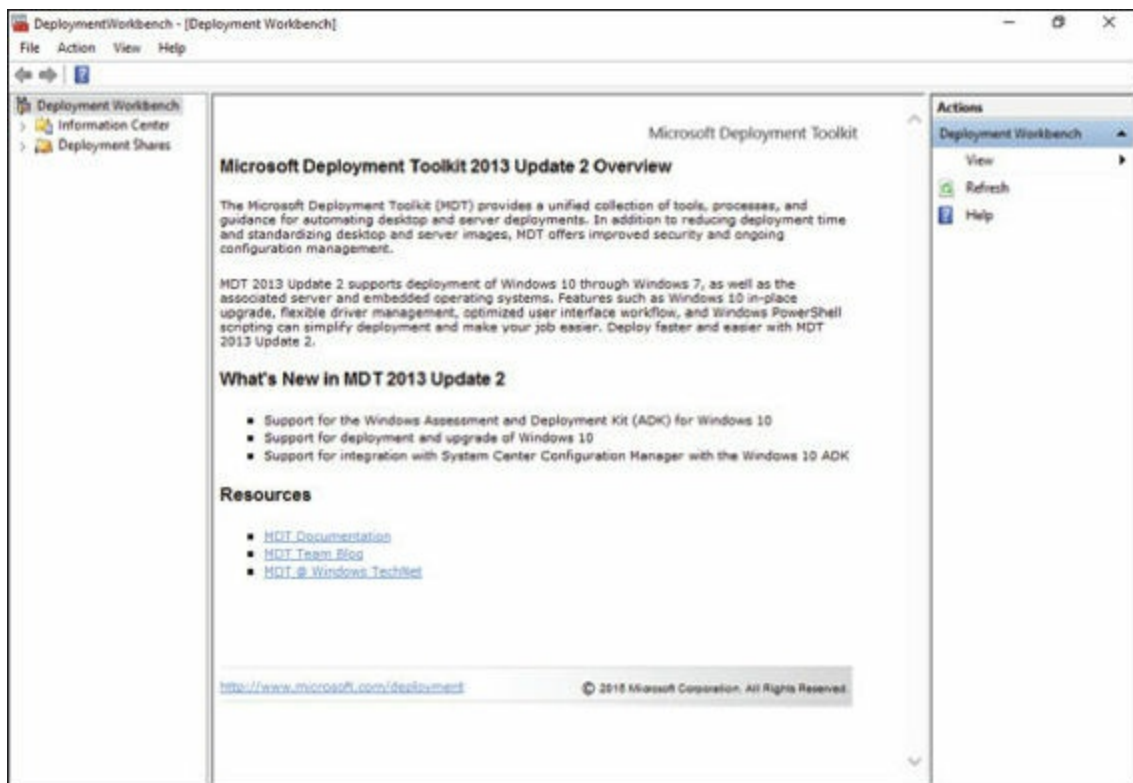 DeploymentWorkbench - [Deployment Workbench]
File Action View Help
Deployment Workbench
Information Center
Deployment Shares
Microsoft Deployment Toolkit
Microsoft Deployment Toolkit 2013 Update 2 Overview
The Microsoft Deployment Toolkit (MDT) provides a unified collection of tools, processes, and
guidance for automating desktop and server deployments. In addition to reducing deployment time
and standardizing desktop and server images, MDT offers improved security and ongoing
configuration management.
MDT 2013 Update 2 supports deployment of Windows 10 through Windows 7, as well as the
associated server and embedded operating systems. Features such as Windows 10 in-place
upgrade, flexible driver management, optimized user interface workflow, and Windows PowerShell
scripting can simplify deployment and make your job easier. Deploy faster and easier with MDT
2013 Update 2.
What's New in MDT 2013 Update 2
Support for the Windows Assessment and Deployment Kit (ADK) for Windows 10
Support for deployment and upgrade of Windows 10
Support for integration with System Center Configuration Manager with the Windows 10 ADK
Resources
MDT Documentation
MDT Team Blog
MDT @ Windows TechNet
http://www.microsoft.com/deployment
© 2015 Microsoft Corporation. All Rights Reserved.
Actions
Deployment Workbench
View
Refresh
Help